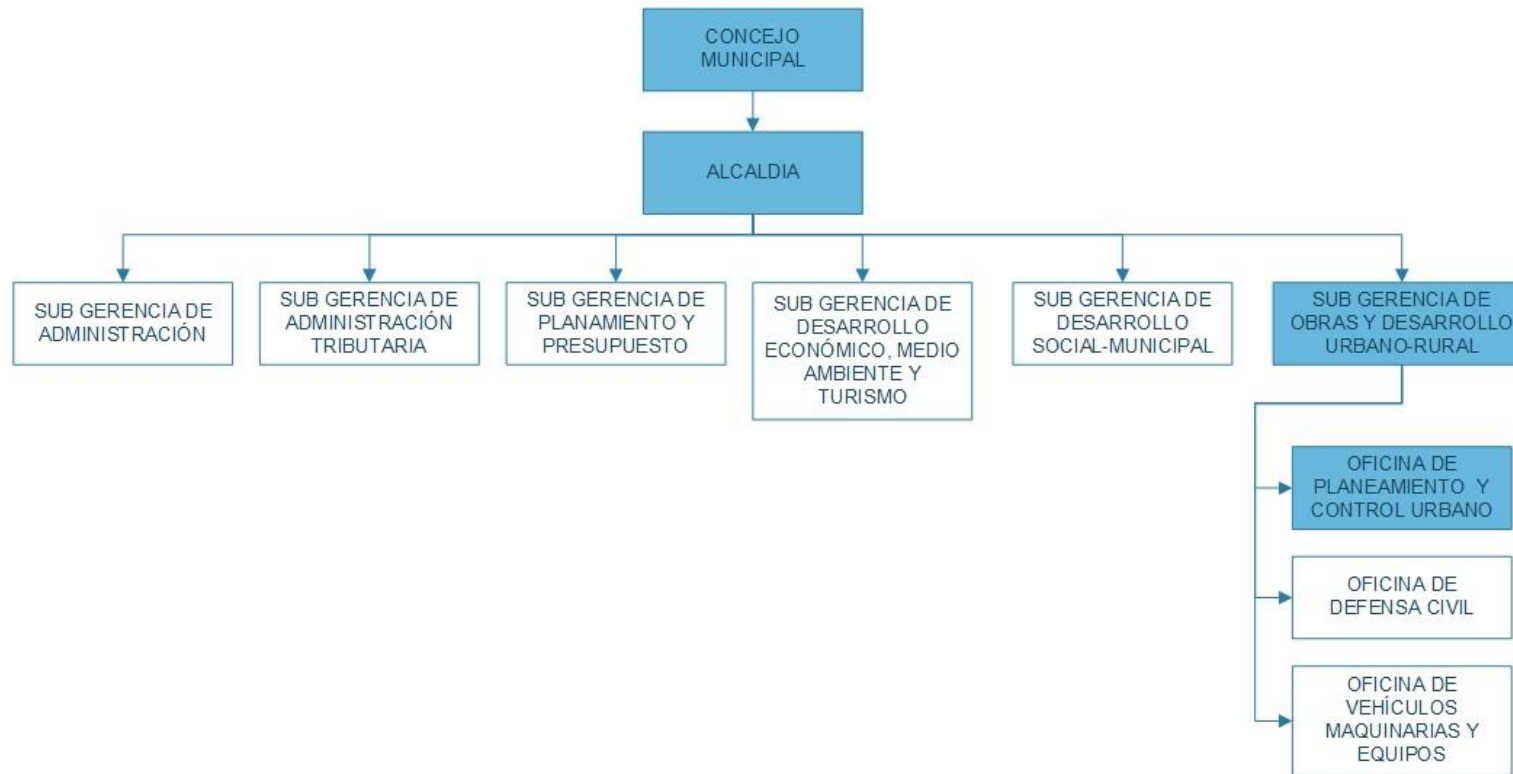 CONCEJO
MUNICIPAL
ALCALDIA
SUB GERENCIA DE
ADMINISTRACIÓN
SUB GERENCIA DE
ADMINISTRACIÓN
TRIBUTARIA
SUB GERENCIA DE
PLANAMIENTO Y
PRESUPUESTO
SUB GERENCIA DE
DESARROLLO
ECONÓMICO, MEDIO
AMBIENTE Y
TURISMO
SUB GERENCIA DE
DESARROLLO
SOCIAL-MUNICIPAL
SUB GERENCIA DE
OBRAS Y DESARROLLO
URBANO-RURAL
OFICINA DE
PLANEAMIENTO Y
CONTROL URBANO
OFICINA DE
DEFENSA CIVIL
OFICINA DE
VEHÍCULOS
MAQUINARIAS Y
EQUIPOS